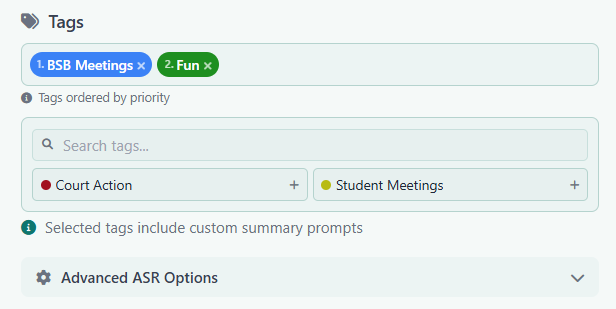 Tags
1. BSB Meetings × 2. Fun ×
Tags ordered by priority
Search tags...
Court Action + Student Meetings +
Selected tags include custom summary prompts
Advanced ASR Options